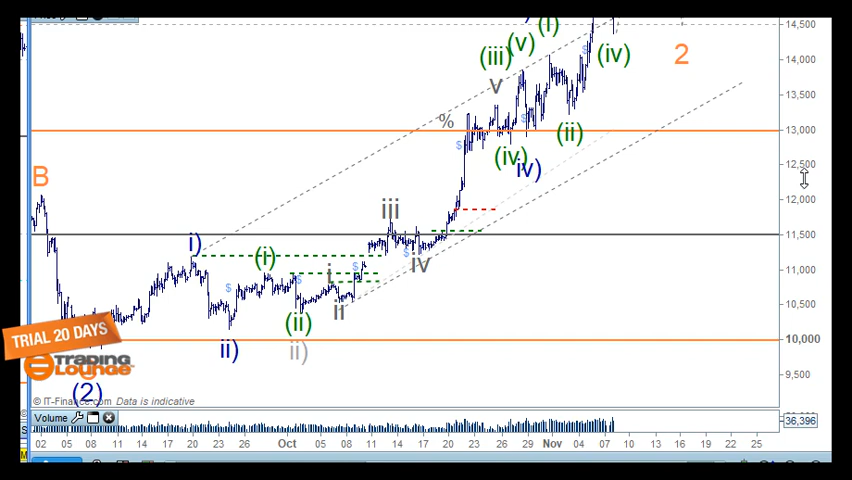 14,500
14,000
13,500
13,000
12,500
12,000
11,500
11,000
10,500
10,000
9,500
(i)
(v)
(iii)
v
%
(iv)
2
(ii)
(iv)
iv)
B
iii
i)
(i)
i
iv
ii
(ii)
ii)
ii)
TRIAL 20 DAYS
TRADING
LOUNGE
(2)
© IT-Finance.com Data is indicative
Volume
36,396
02 05 08 11 14 17 20 23 26 Oct 05 08 11 14 17 20 23 26 29 Nov 04 07 10 13 16 19 22 25